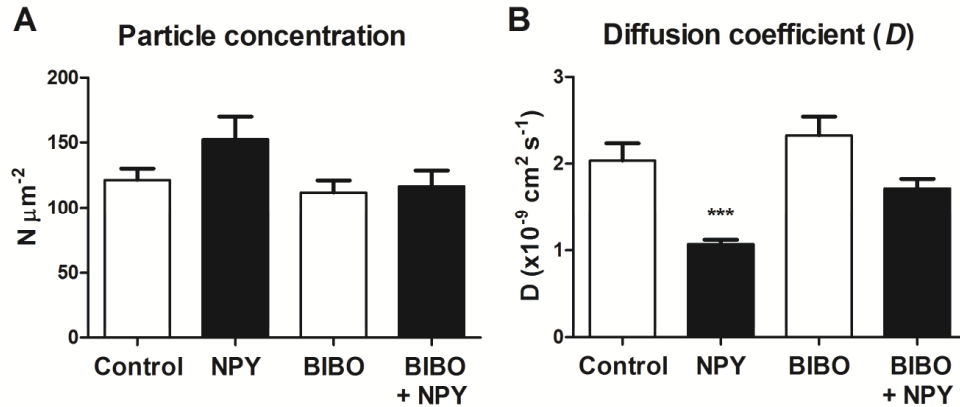 A
Particle concentration
N μm⁻²
200
150
100
50
0
Control
NPY
BIBO
BIBO
+ NPY
B
Diffusion coefficient (D)
D (x10⁻⁹ cm² s⁻¹)
3
2
1
0
***
Control
NPY
BIBO
BIBO
+ NPY